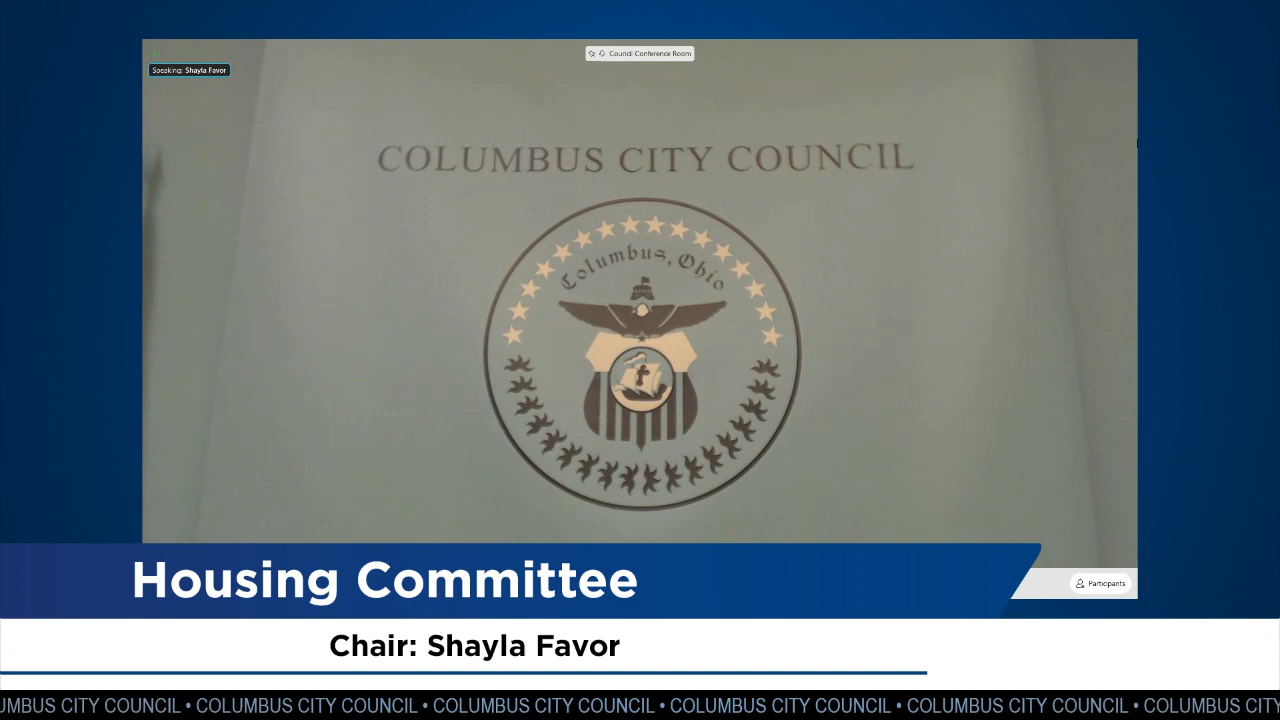 Council Conference Room
Speaking: Shayla Favor
COLUMBUS CITY COUNCIL
Columbus, Ohio
Participants
Housing Committee
Chair: Shayla Favor
UMBUS CITY COUNCIL • COLUMBUS CITY COUNCIL • COLUMBUS CITY COUNCIL • COLUMBUS CITY COUNCIL • COLUMBUS CITY COUNCIL • COLUMBUS CITY